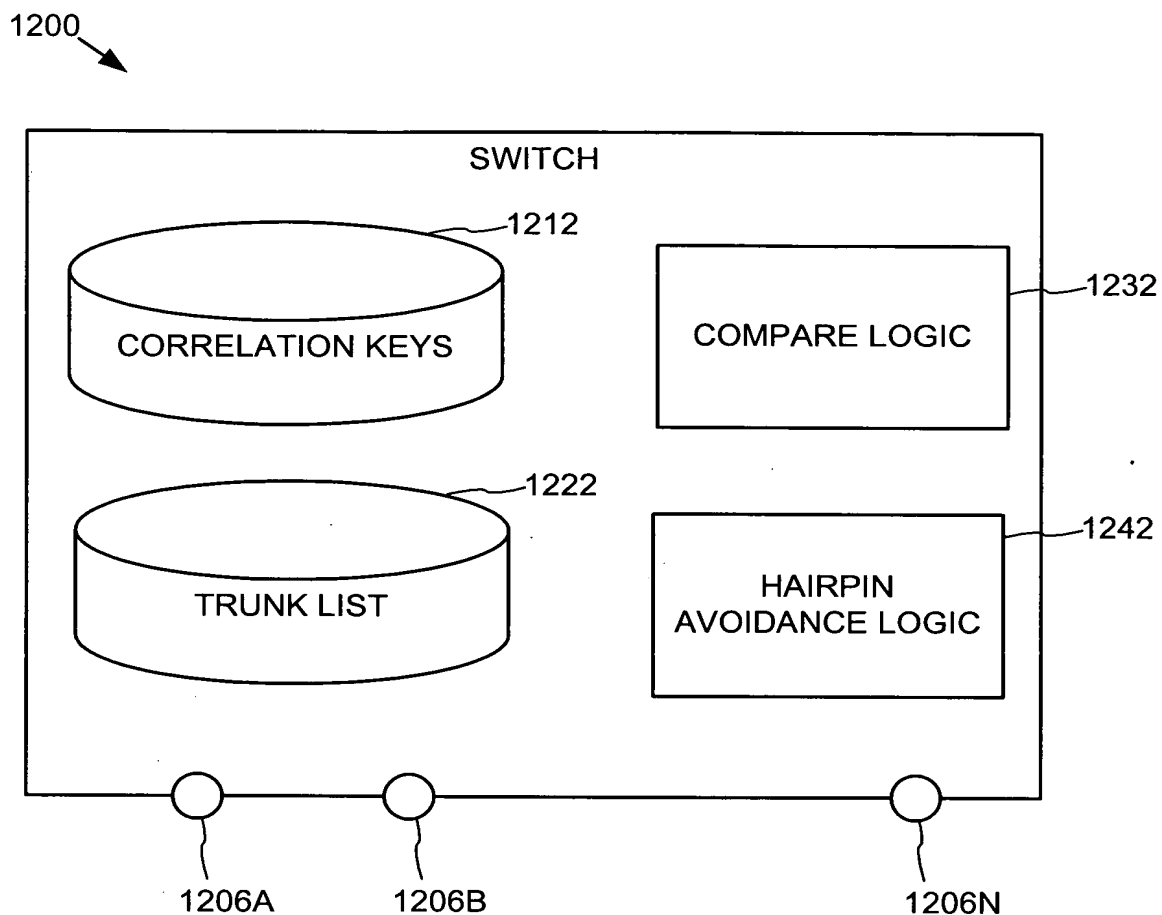 1200
SWITCH
1212
CORRELATION KEYS
1232
COMPARE LOGIC
1222
TRUNK LIST
1242
HAIRPIN
AVOIDANCE LOGIC
1206A
1206B
1206N